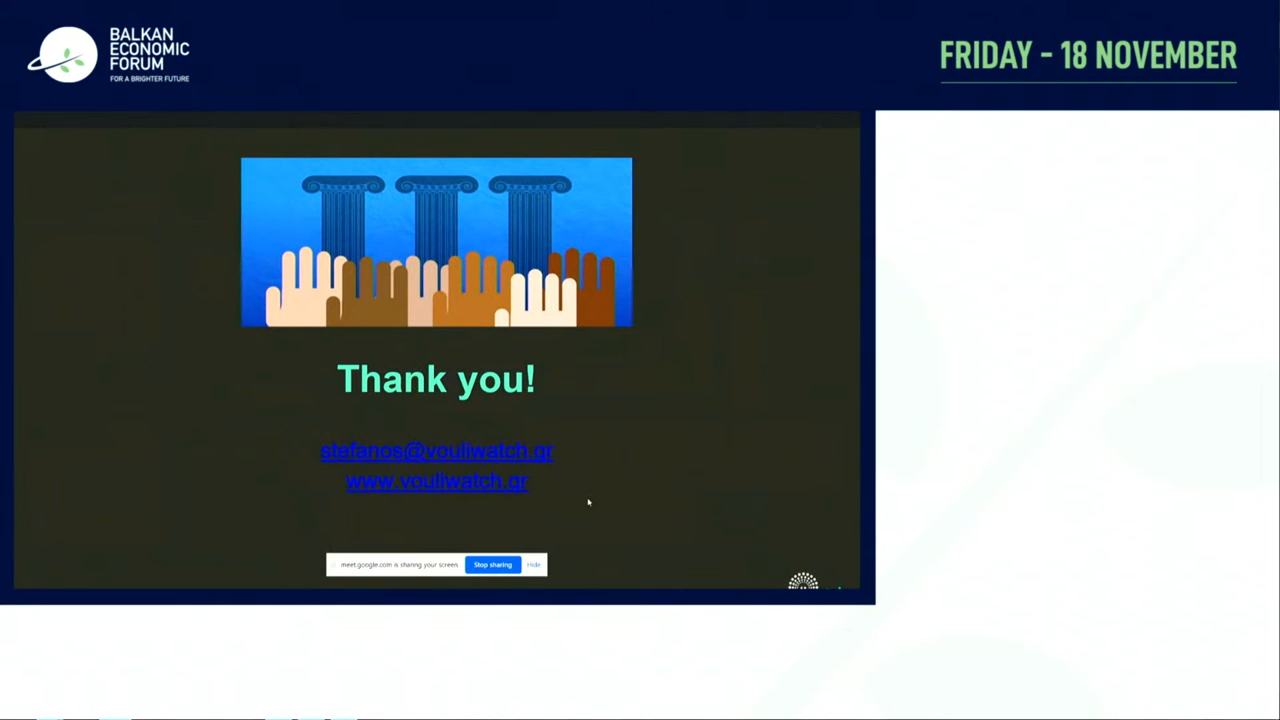 BALKAN
ECONOMIC
FORUM
FOR A BRIGHTER FUTURE
FRIDAY - 18 NOVEMBER
Thank you!
stefanos@vouliwatch.gr
www.vouliwatch.gr
meet.google.com is sharing your screen Stop sharing Hide